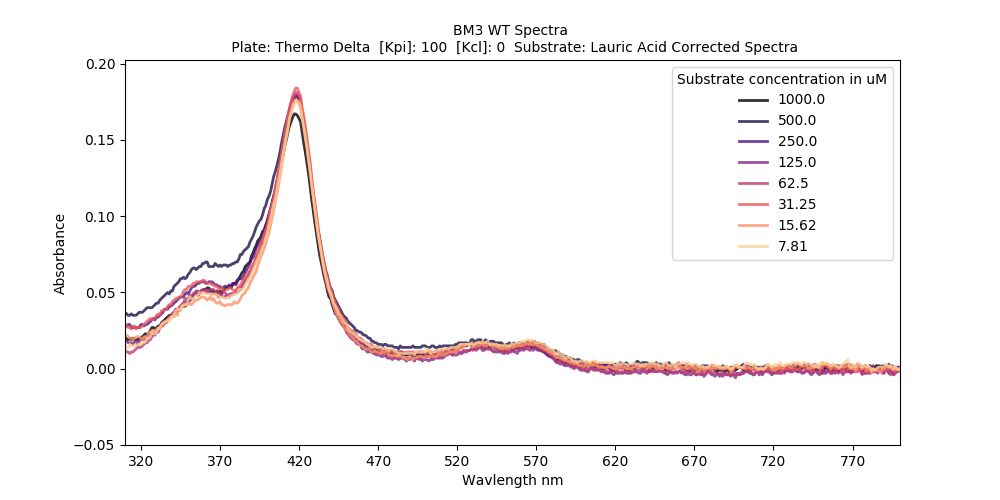 BM3 WT Spectra
Plate: Thermo Delta  [Kpi]: 100  [Kcl]: 0  Substrate: Lauric Acid Corrected Spectra
0.20
0.15
0.10
0.05
0.00
−0.05
Absorbance
Substrate concentration in uM
1000.0
500.0
250.0
125.0
62.5
31.25
15.62
7.81
320 370 420 470 520 570 620 670 720 770
Wavlength nm